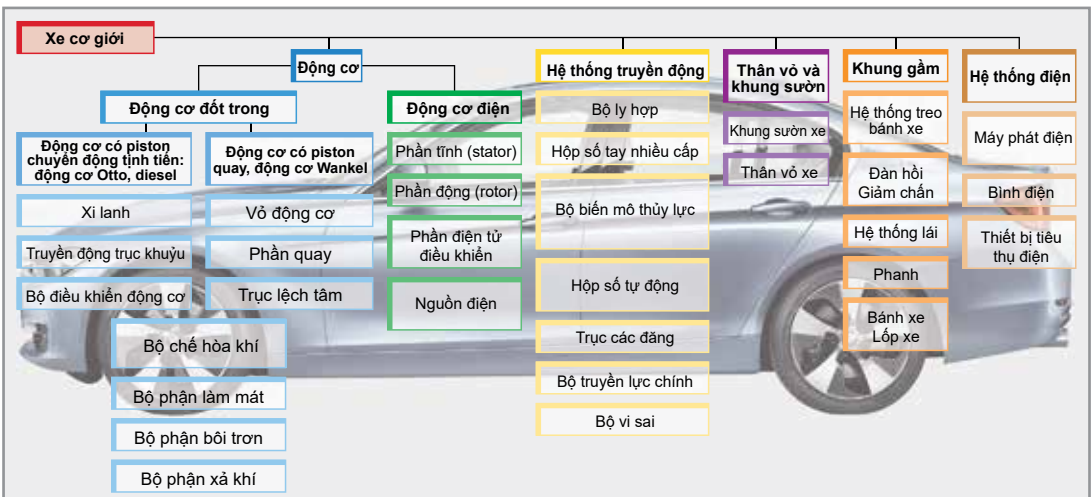 Xe cơ giới
Động cơ
Động cơ đốt trong
Động cơ có piston
chuyển động tịnh tiến:
động cơ Otto, diesel
Xi lanh
Truyền động trục khuỷu
Bộ điều khiển động cơ
Động cơ có piston
quay, động cơ Wankel
Vỏ động cơ
Phần quay
Trục lệch tâm
Bộ chế hòa khí
Bộ phận làm mát
Bộ phận bôi trơn
Bộ phận xả khí
Động cơ điện
Phần tĩnh (stator)
Phần động (rotor)
Phần điện tử
điều khiển
Nguồn điện
Hệ thống truyền động
Bộ ly hợp
Hộp số tay nhiều cấp
Bộ biến mô thủy lực
Hộp số tự động
Trục các đăng
Bộ truyền lực chính
Bộ vi sai
Thân vỏ và
khung sườn
Khung sườn xe
Thân vỏ xe
Khung gầm
Hệ thống treo
bánh xe
Đàn hồi
Giảm chấn
Hệ thống lái
Phanh
Bánh xe
Lốp xe
Hệ thống điện
Máy phát điện
Bình điện
Thiết bị tiêu
thụ điện